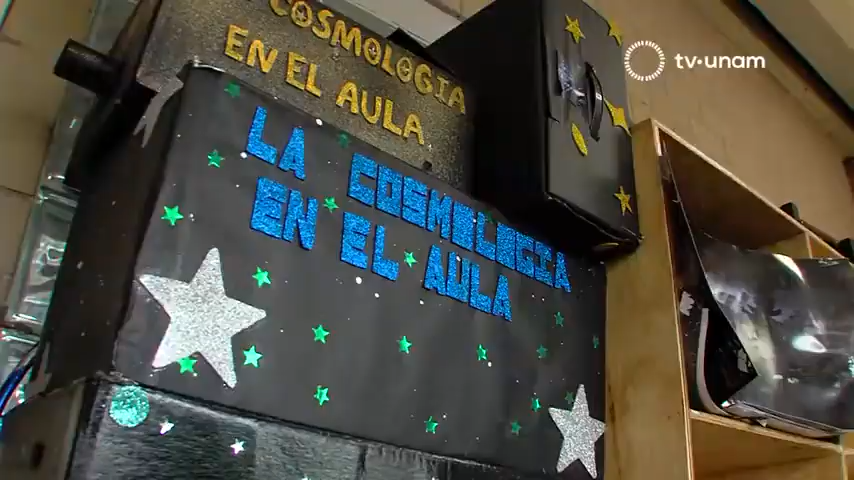 COSMOLOGIA
EN EL AULA
tv·unam
LA COSMOLOGIA
EN EL AULA